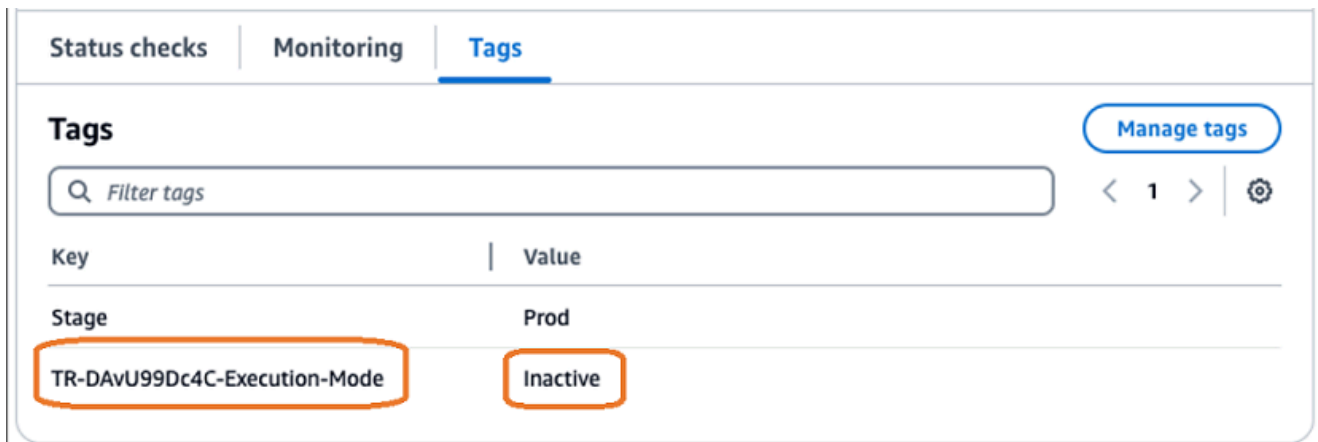 Status checks
Monitoring
Tags
Tags
Manage tags
Filter tags
1
Key
Value
Stage
Prod
TR-DAvU99Dc4C-Execution-Mode
Inactive